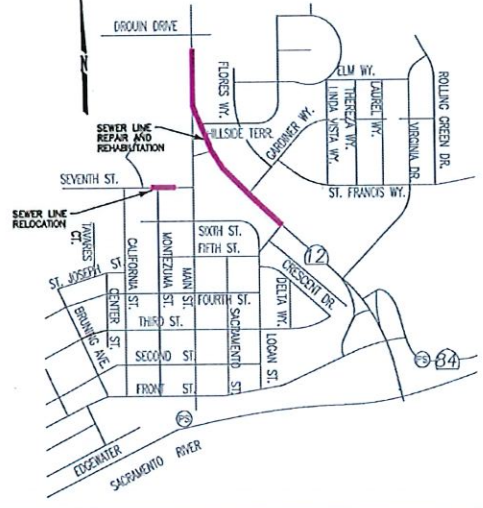 DROUIN DRIVE
N
FLORES WY.
ELM WY.
LINDA VISTA WY.
THEREZA WY.
LAUREL WY.
VIRGINIA DR.
ROLLING GREEN DR.
HILLSIDE TERR.
GARDINER WY.
SEWER LINE
REPAIR AND
REHABILITATION
SEVENTH ST.
ST. FRANCIS WY.
SEWER LINE
RELOCATION
TAVARES
CT.
CALIFORNIA ST.
MONTEZUMA ST.
MAIN ST.
SIXTH ST.
FIFTH ST.
12
CRESCENT DR.
ST. JOSEPH ST.
CENTER ST.
BRUNING AVE.
FOURTH ST.
SACRAMENTO ST.
DELTA WY.
THIRD ST.
LOGAN ST.
SECOND ST.
FRONT ST.
PS
84
PS
EDGEWATER
SACRAMENTO RIVER